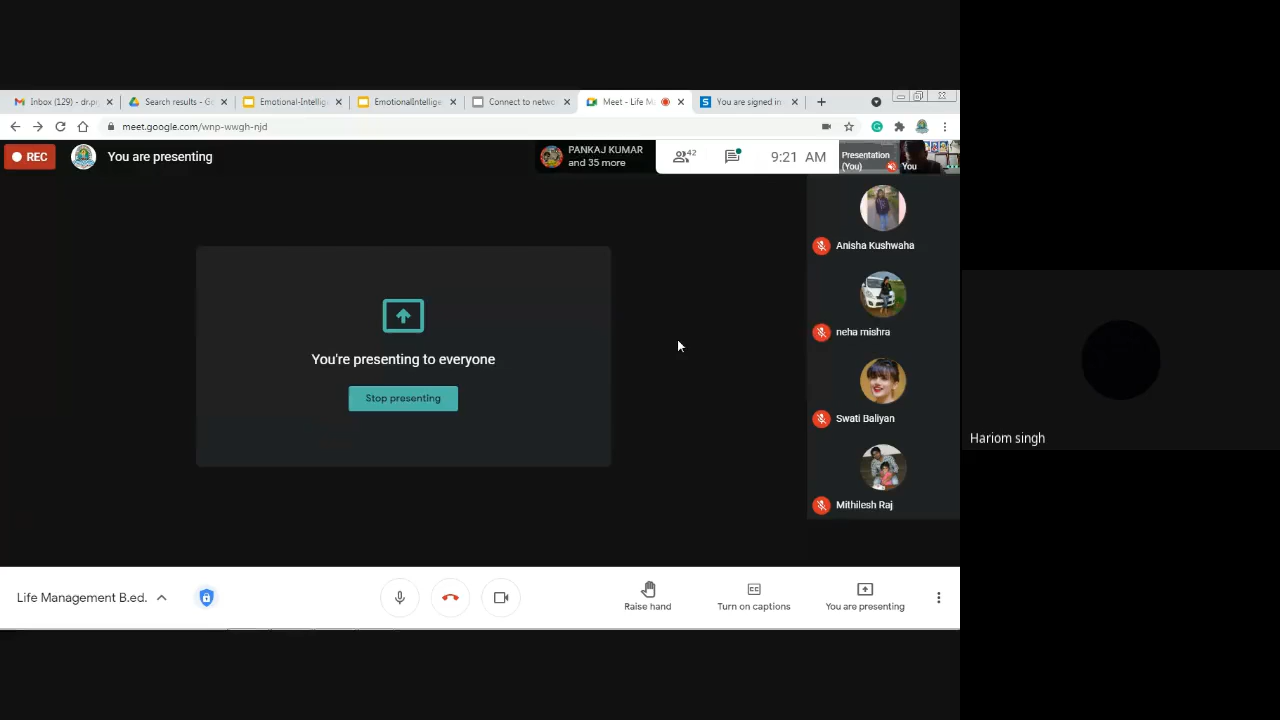 Inbox (129) - dr.p
Search results - Go
Emotional-Intellig
EmotionalIntellige
Connect to netwo
Meet - Life M
You are signed in
meet.google.com/wnp-wwgh-njd
REC
You are presenting
PANKAJ KUMAR
and 35 more
42
9:21 AM
Presentation
(You)
You
Anisha Kushwaha
neha mishra
You're presenting to everyone
Stop presenting
Swati Baliyan
Hariom singh
Mithilesh Raj
Life Management B.ed.
Raise hand
Turn on captions
You are presenting